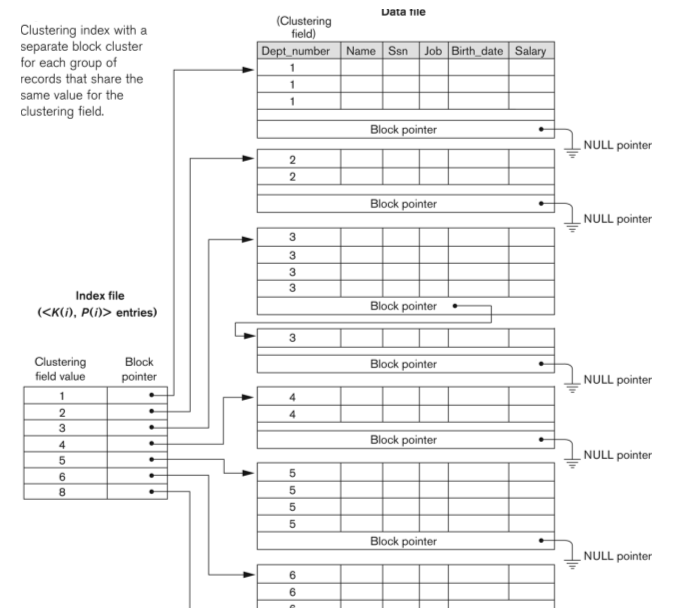 Data file
Clustering index with a
separate block cluster
for each group of
records that share the
same value for the
clustering field.
(Clustering
field)
Dept_number Name Ssn Job Birth_date Salary
1
1
1
Block pointer
NULL pointer
2
2
Block pointer
NULL pointer
3
3
3
3
Block pointer
3
Block pointer
NULL pointer
Index file
(<K(i), P(i)> entries)
Clustering
field value
Block
pointer
1
2
3
4
5
6
8
4
4
Block pointer
NULL pointer
5
5
5
5
Block pointer
NULL pointer
6
6
6